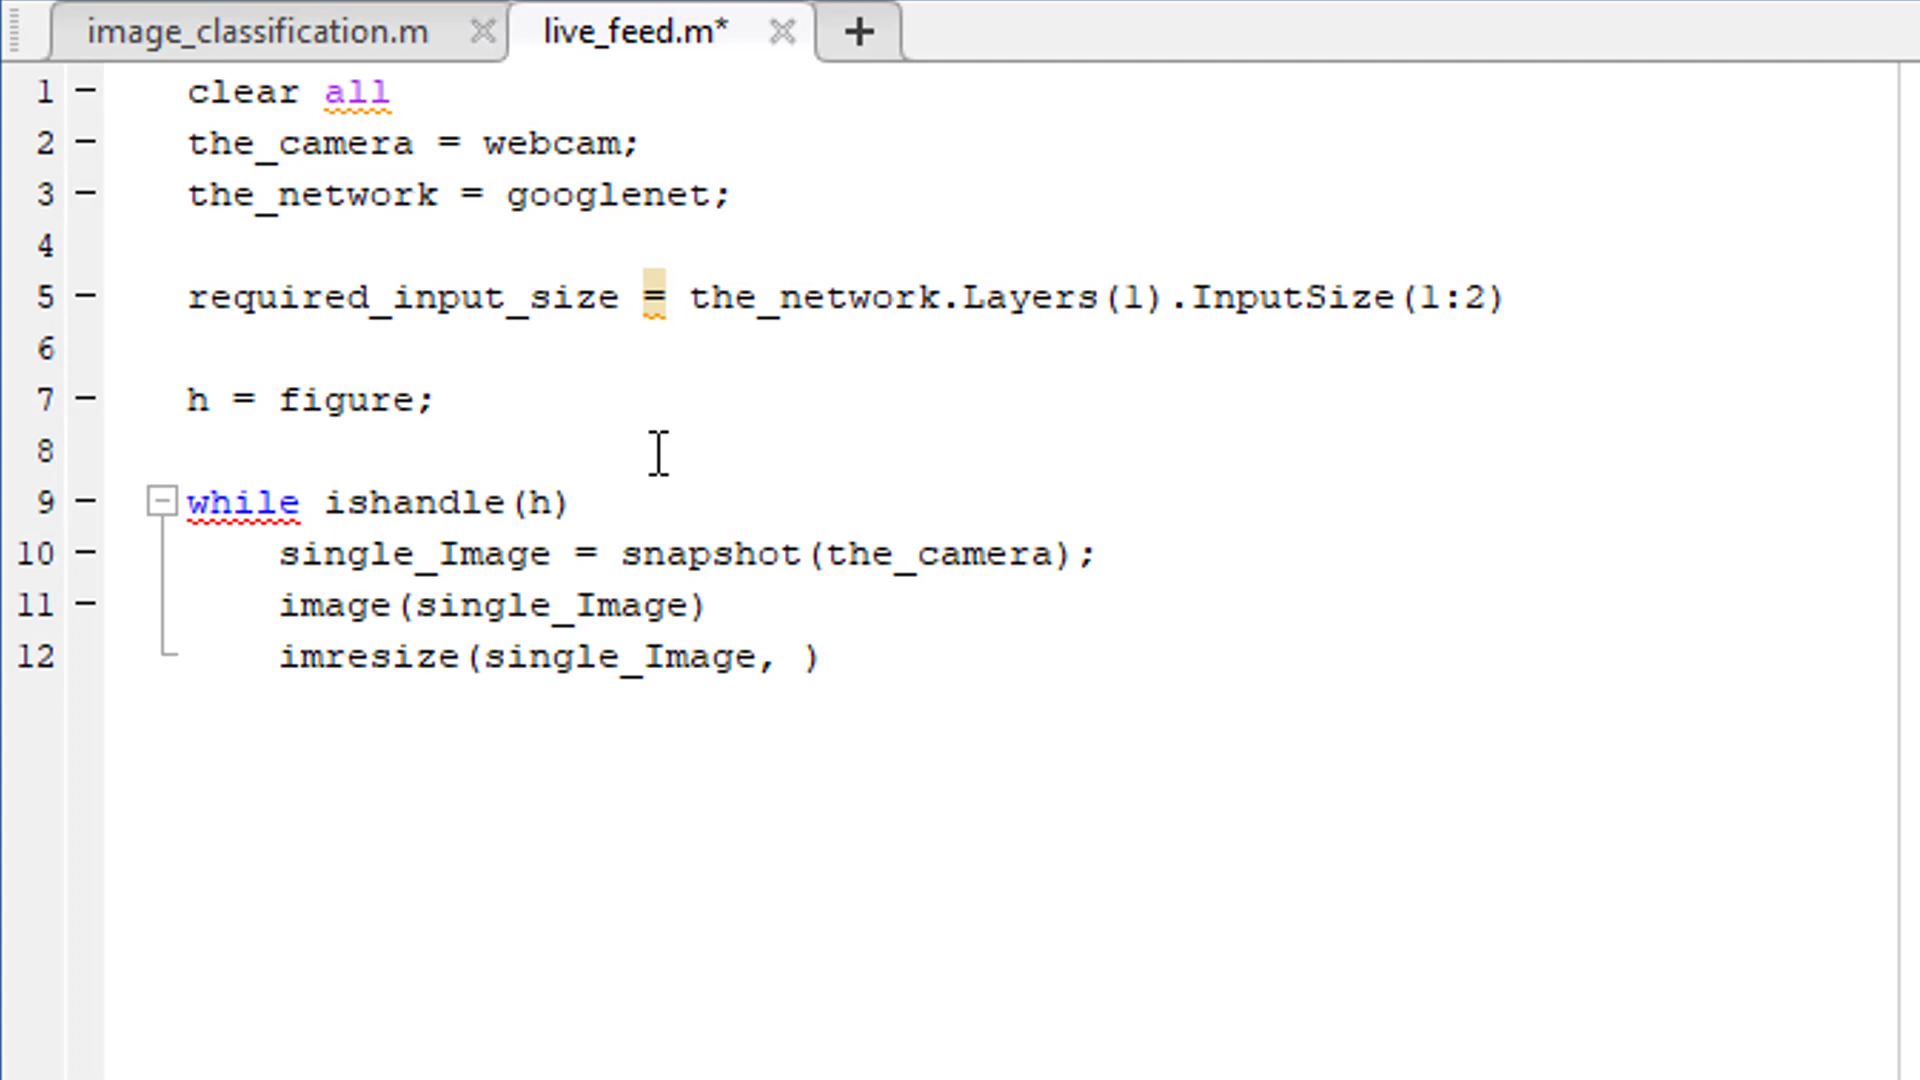 image_classification.m live_feed.m*
1 clear all
2 the_camera = webcam;
3 the_network = googlenet;
4
5 required_input_size = the_network.Layers(1).InputSize(1:2)
6
7 h = figure;
8
9 while ishandle(h)
10 single_Image = snapshot(the_camera);
11 image(single_Image)
12 imresize(single_Image, )